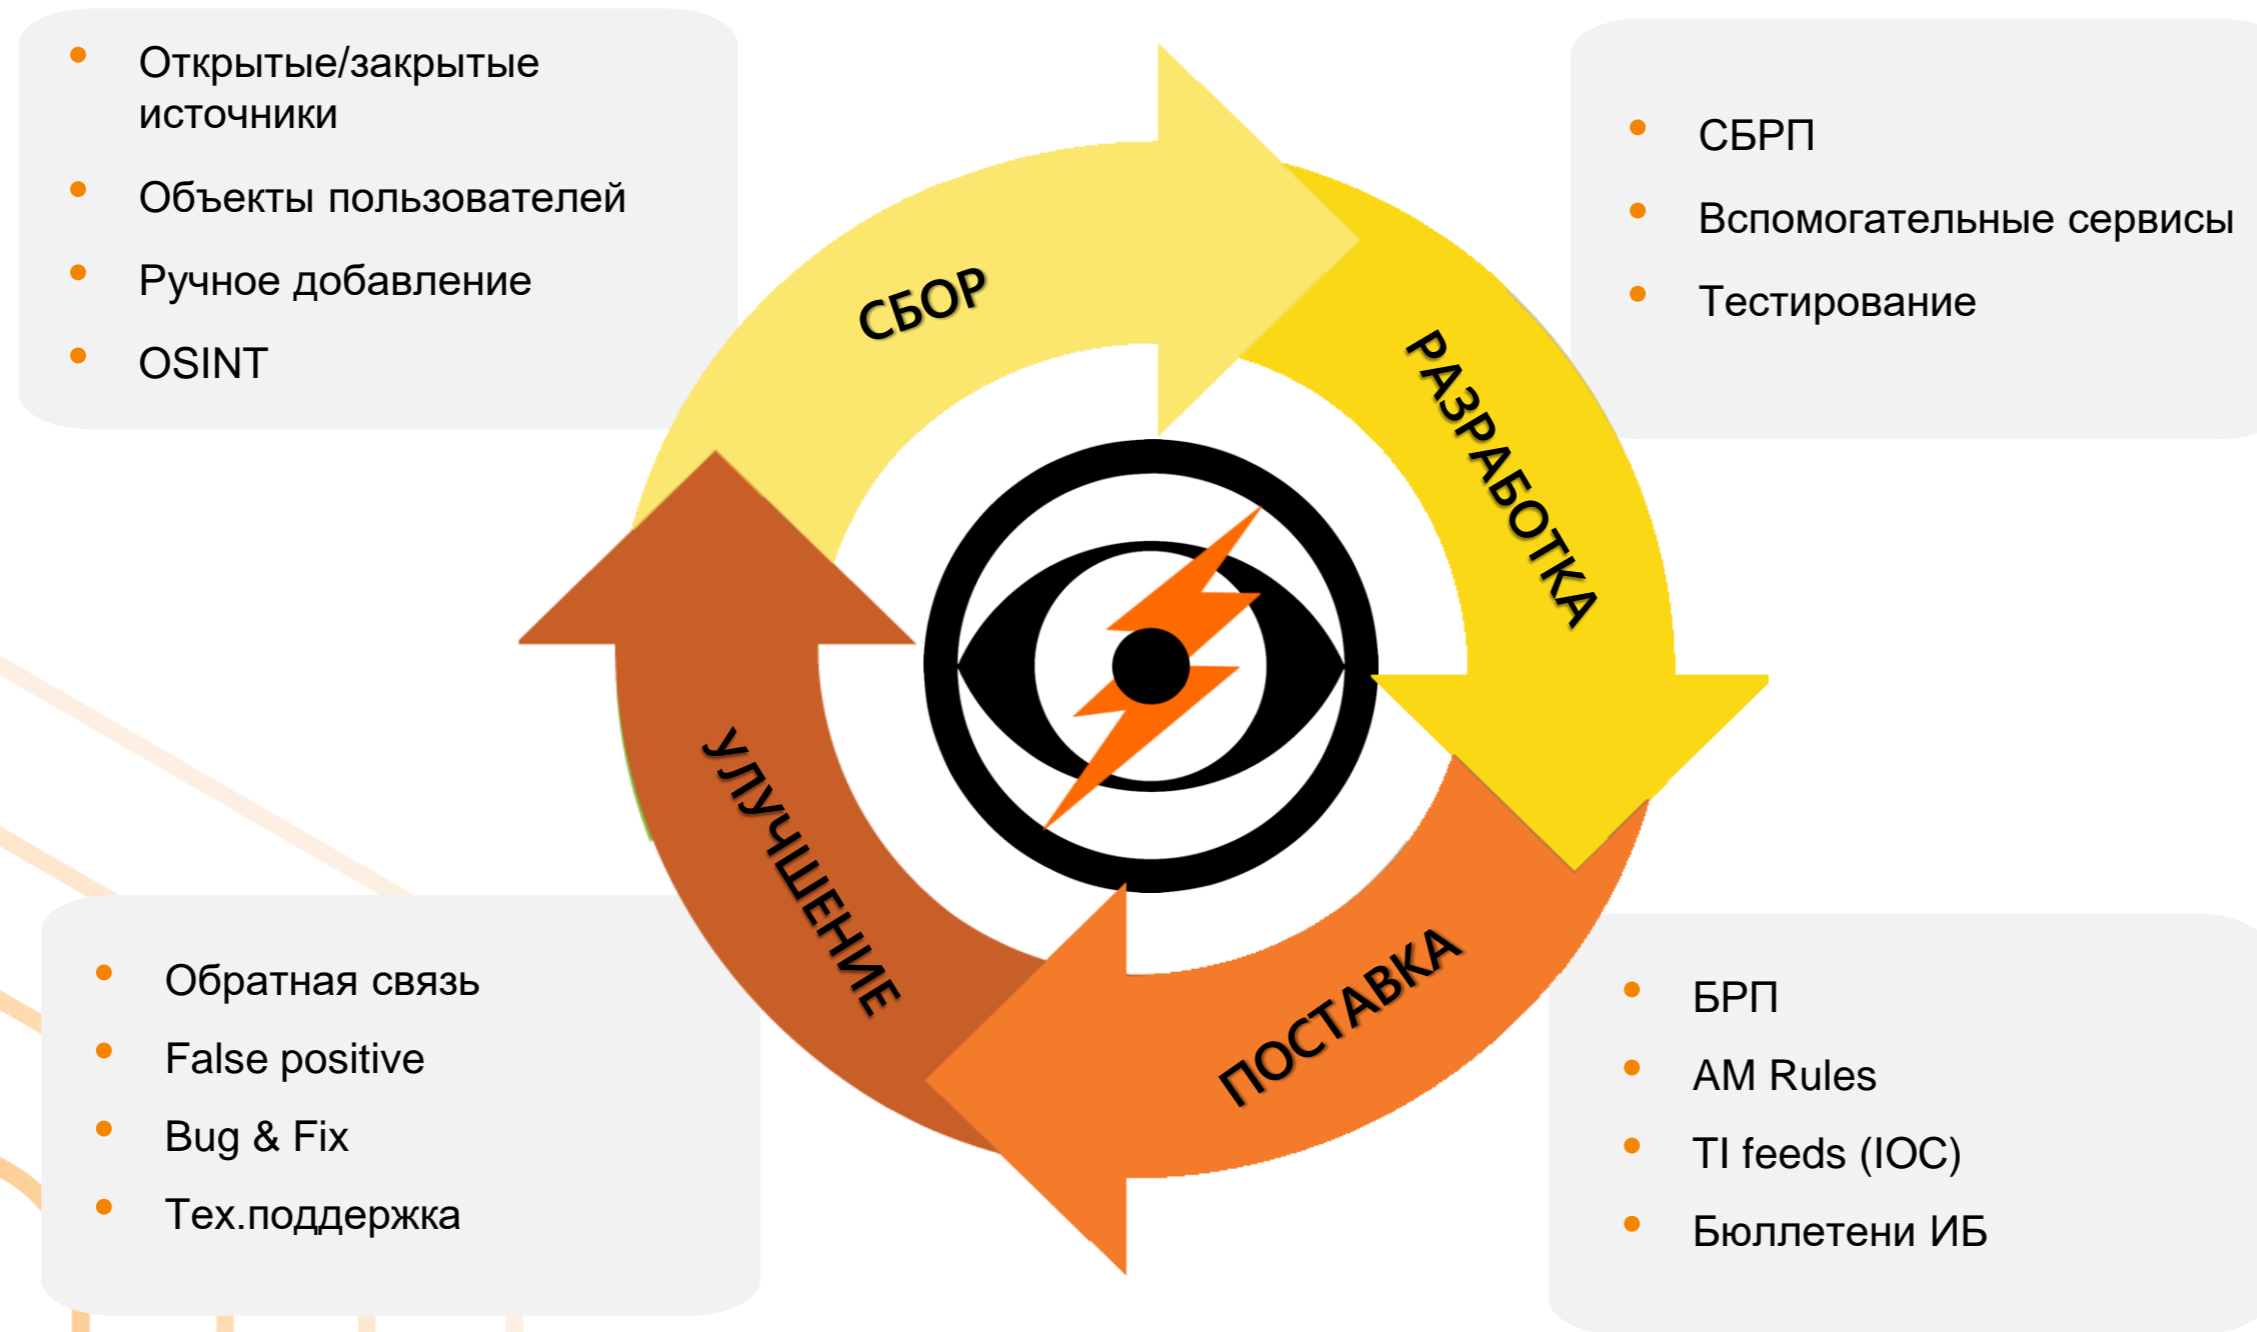 Открытые/закрытые
источники
Объекты пользователей
Ручное добавление
OSINT
СБОР
СБРП
Вспомогательные сервисы
Тестирование
РАЗРАБОТКА
УЛУЧШЕНИЕ
Обратная связь
False positive
Bug & Fix
Тех.поддержка
ПОСТАВКА
БРП
AM Rules
TI feeds (IOC)
Бюллетени ИБ